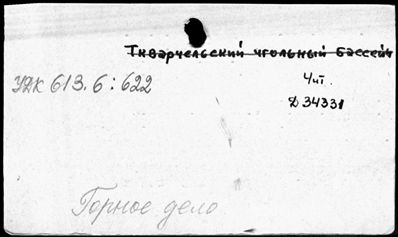 Ткварчельский угольный бассейн
Чит.
УДК 613.6:622
Д 34331
Горное дело